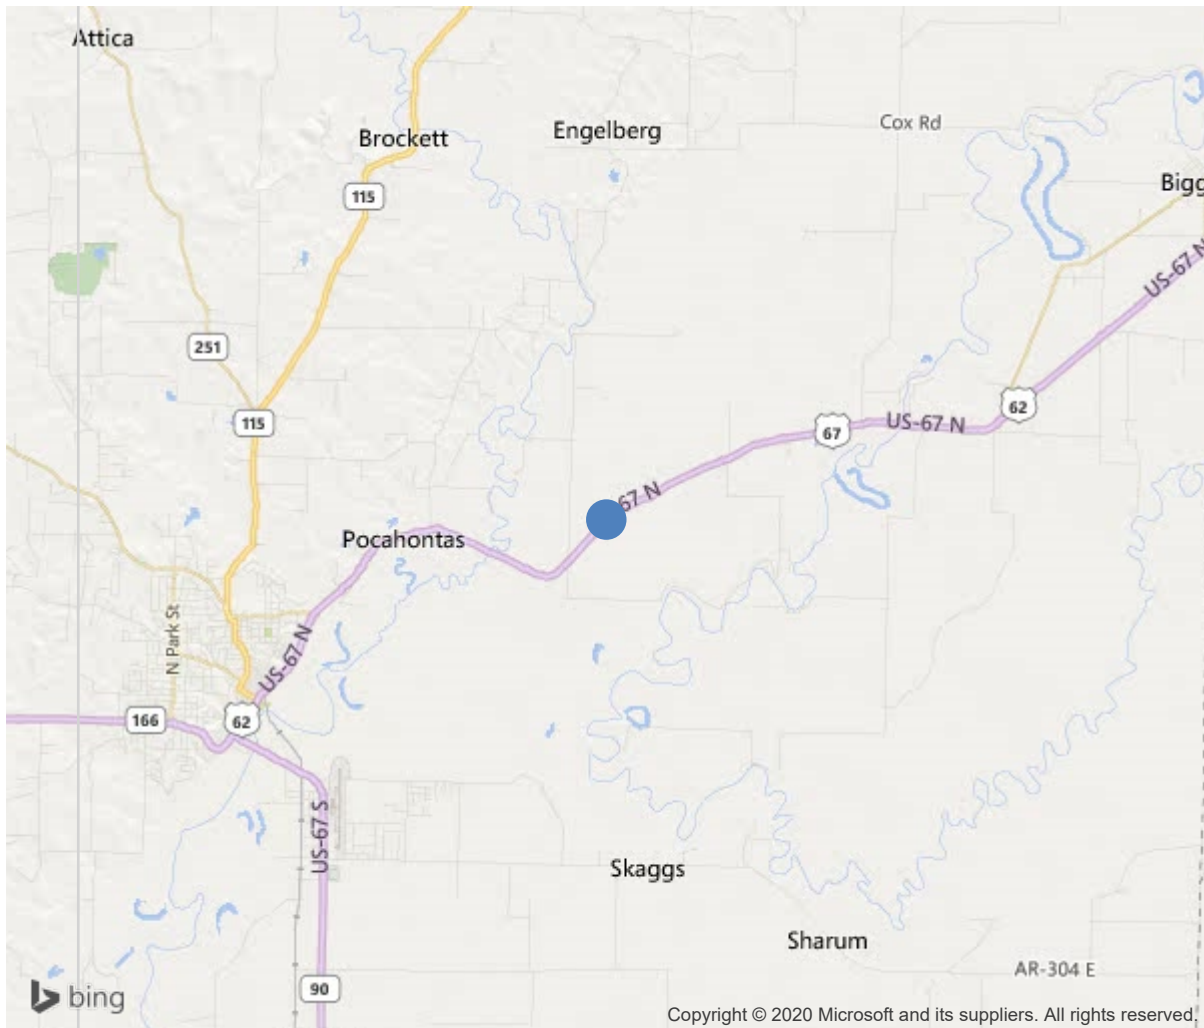 Attica
Brockett
Engelberg
Cox Rd
115
Bigg
US-67 N
251
62
115
67
US-67 N
67 N
Pocahontas
N Park St
US-67 N
166
62
US-67 S
Skaggs
Sharum
AR-304 E
90
bing
Copyright © 2020 Microsoft and its suppliers. All rights reserved.